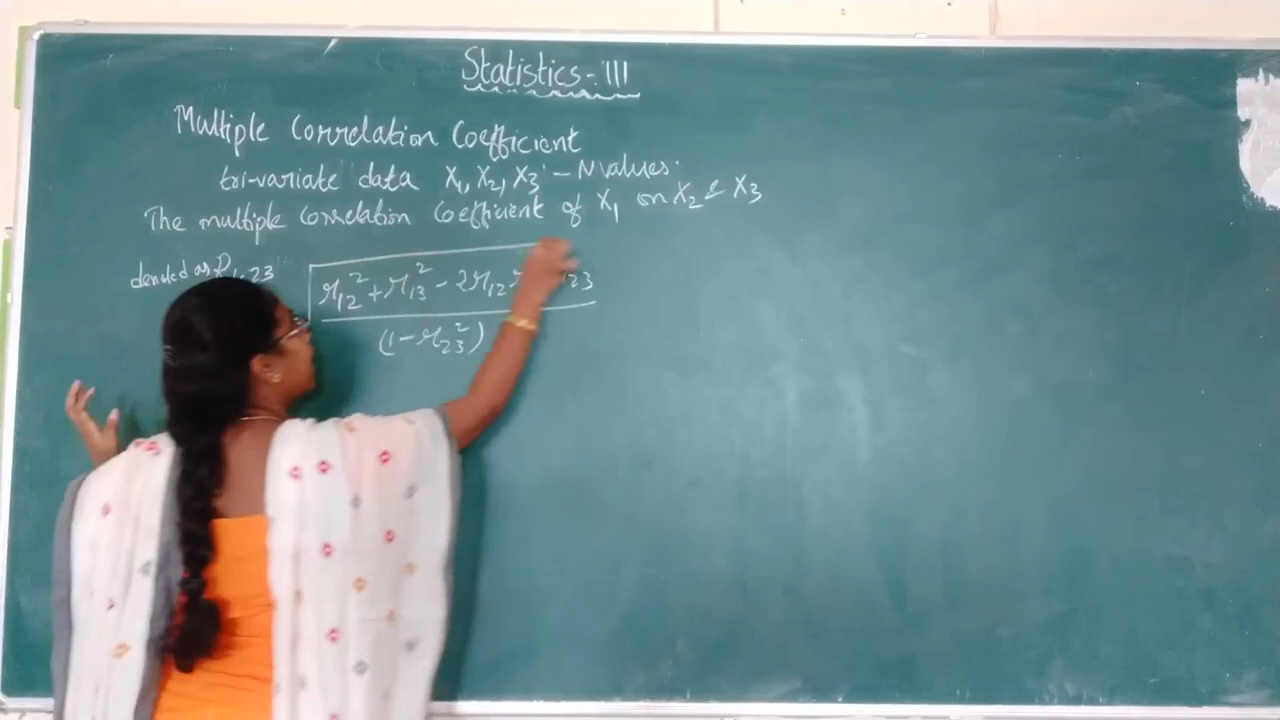 Statistics-III
Multiple Correlation Coefficient
tri-variate data X₁, X₂, X₃ - N values.
The multiple correlation coefficient of X₁ on X₂ & X₃
denoted as
√ r₁₂² + r₁₃² - 2r₁₂ 23
(1 - r₂₃²)